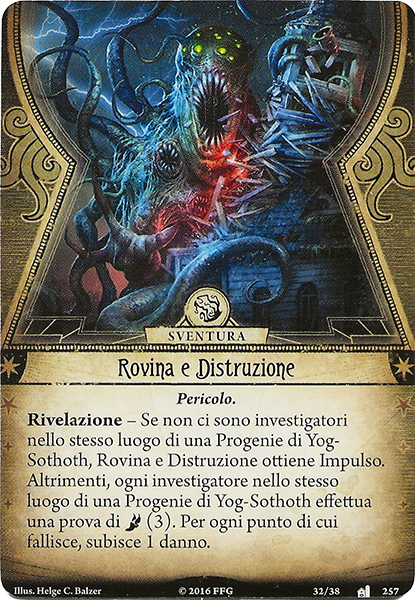 SVENTURA
Rovina e Distruzione
Pericolo.
Rivelazione – Se non ci sono investigatori
nello stesso luogo di una Progenie di Yog-
Sothoth, Rovina e Distruzione ottiene Impulso.
Altrimenti, ogni investigatore nello stesso
luogo di una Progenie di Yog-Sothoth effettua
una prova di (3). Per ogni punto di cui
fallisce, subisce 1 danno.
Illus. Helge C. Balzer © 2016 FFG 32/38 257